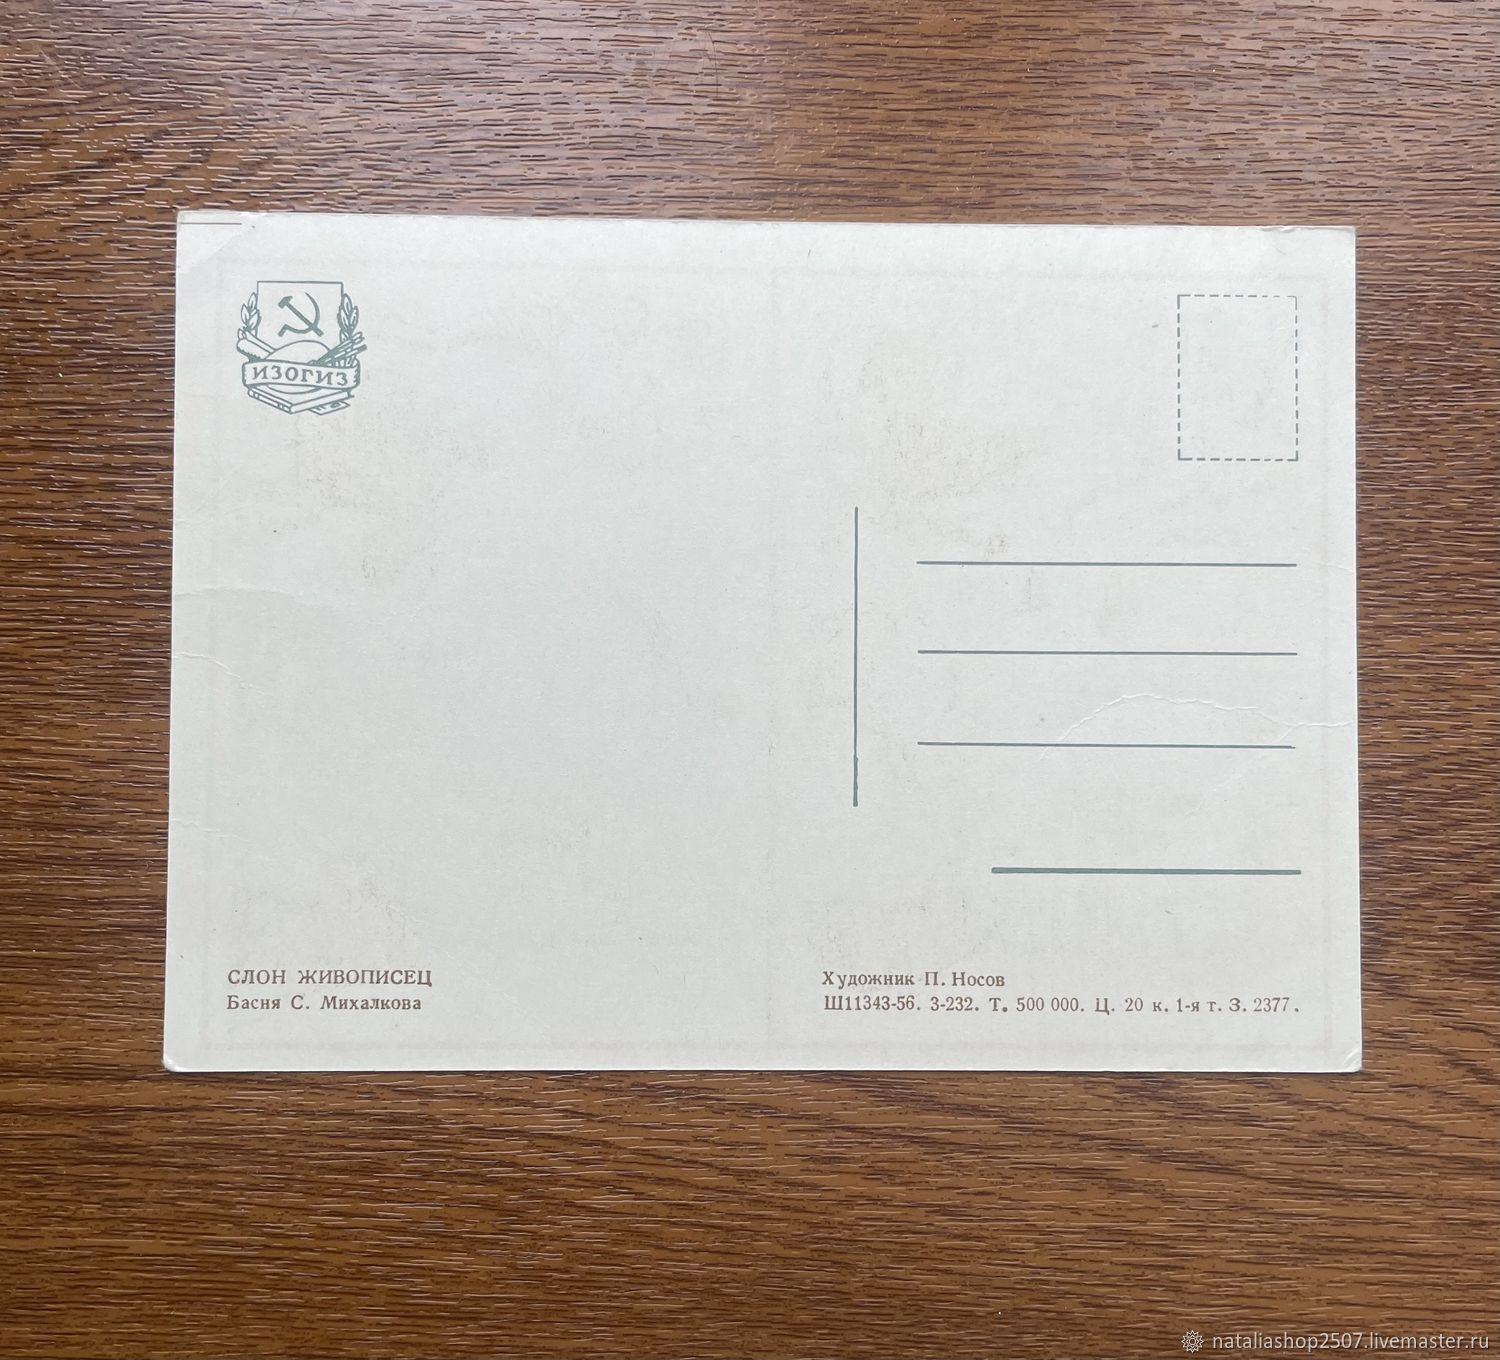 ИЗОГИЗ
СЛОН ЖИВОПИСЕЦ
Басня С. Михалкова
Художник П. Носов
Ш11343-56. 3-232. Т. 500 000. Ц. 20 к. 1-я т. З. 2377.
nataliashop2507.livemaster.ru